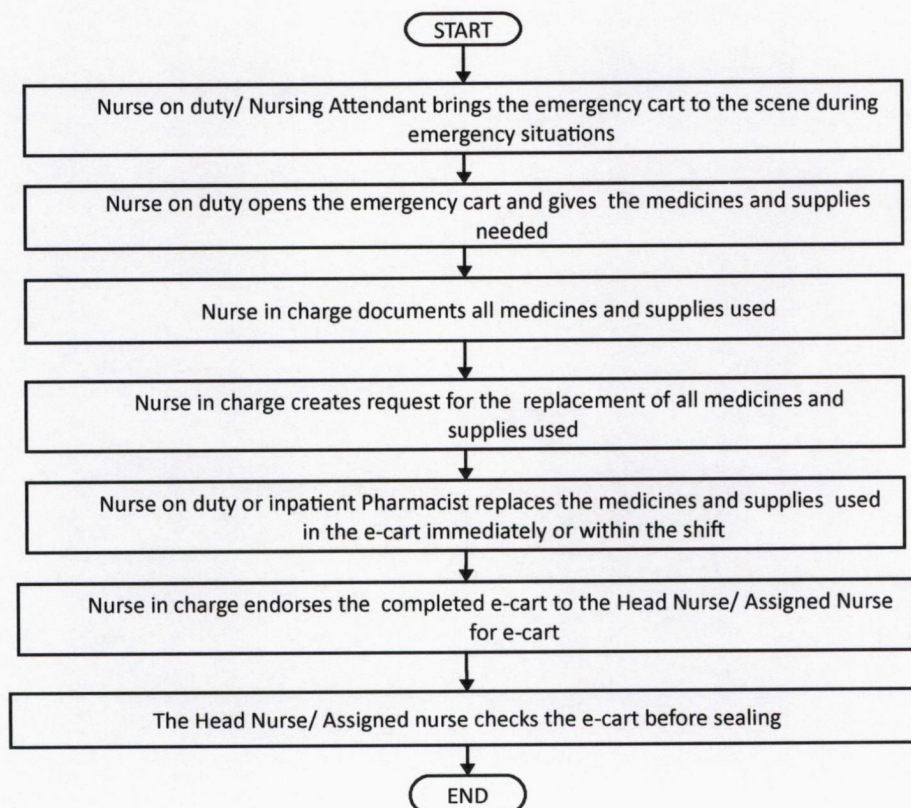 START
Nurse on duty/ Nursing Attendant brings the emergency cart to the scene during
emergency situations
Nurse on duty opens the emergency cart and gives the medicines and supplies
needed
Nurse in charge documents all medicines and supplies used
Nurse in charge creates request for the replacement of all medicines and
supplies used
Nurse on duty or inpatient Pharmacist replaces the medicines and supplies used
in the e-cart immediately or within the shift
Nurse in charge endorses the completed e-cart to the Head Nurse/ Assigned Nurse
for e-cart
The Head Nurse/ Assigned nurse checks the e-cart before sealing
END